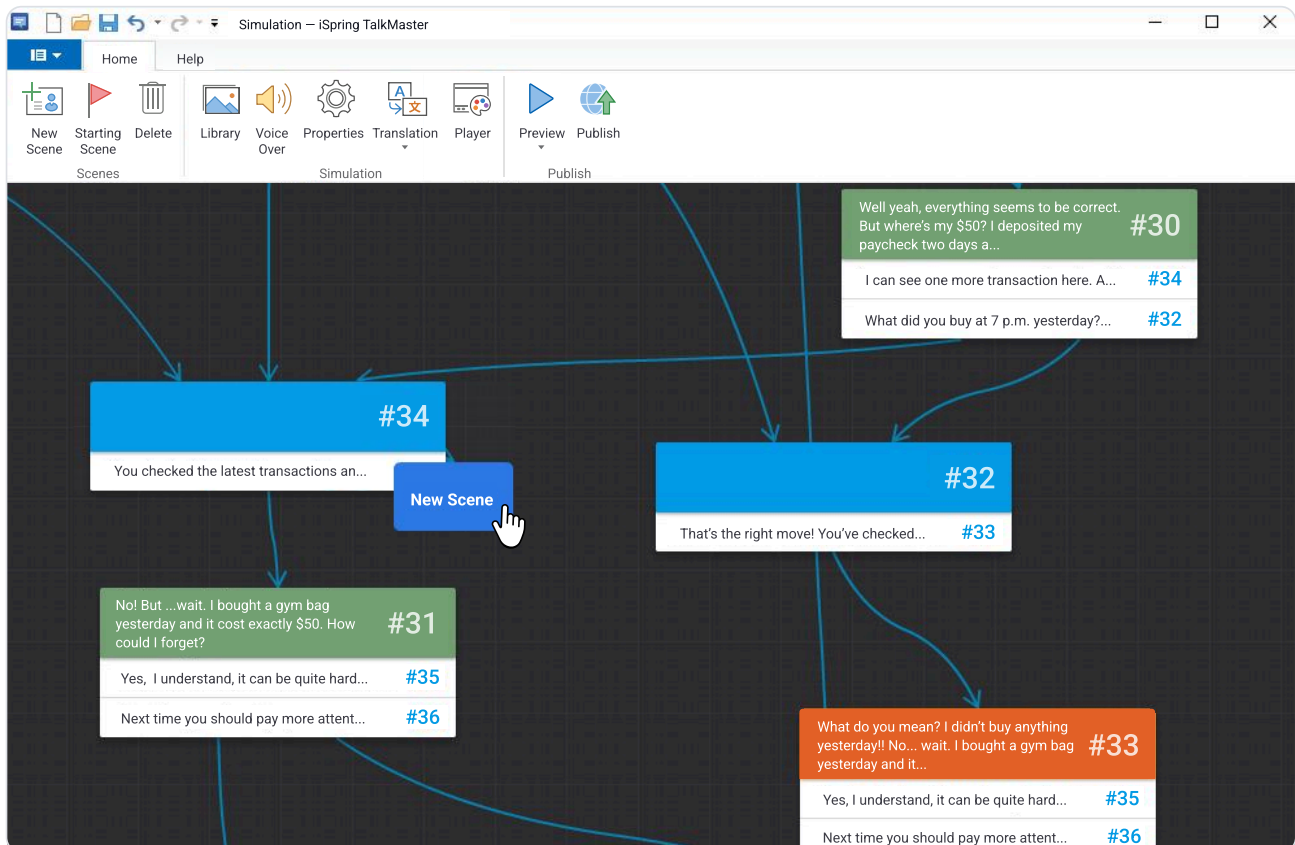 Simulation — iSpring TalkMaster
Home
Help
New
Scene
Starting
Scene
Delete
Scenes
Library
Voice
Over
Properties
A
文
Translation
Player
Simulation
Preview
Publish
Publish
Well yeah, everything seems to be correct.
But where's my $50? I deposited my
paycheck two days a...
#30
I can see one more transaction here. A... #34
What did you buy at 7 p.m. yesterday?... #32
#34
You checked the latest transactions an...
New Scene
#32
That's the right move! You've checked... #33
No! But ...wait. I bought a gym bag
yesterday and it cost exactly $50. How
could I forget?
#31
Yes, I understand, it can be quite hard... #35
Next time you should pay more attent... #36
What do you mean? I didn't buy anything
yesterday!! No... wait. I bought a gym bag
yesterday and it...
#33
Yes, I understand, it can be quite hard... #35
Next time you should pay more attent... #36